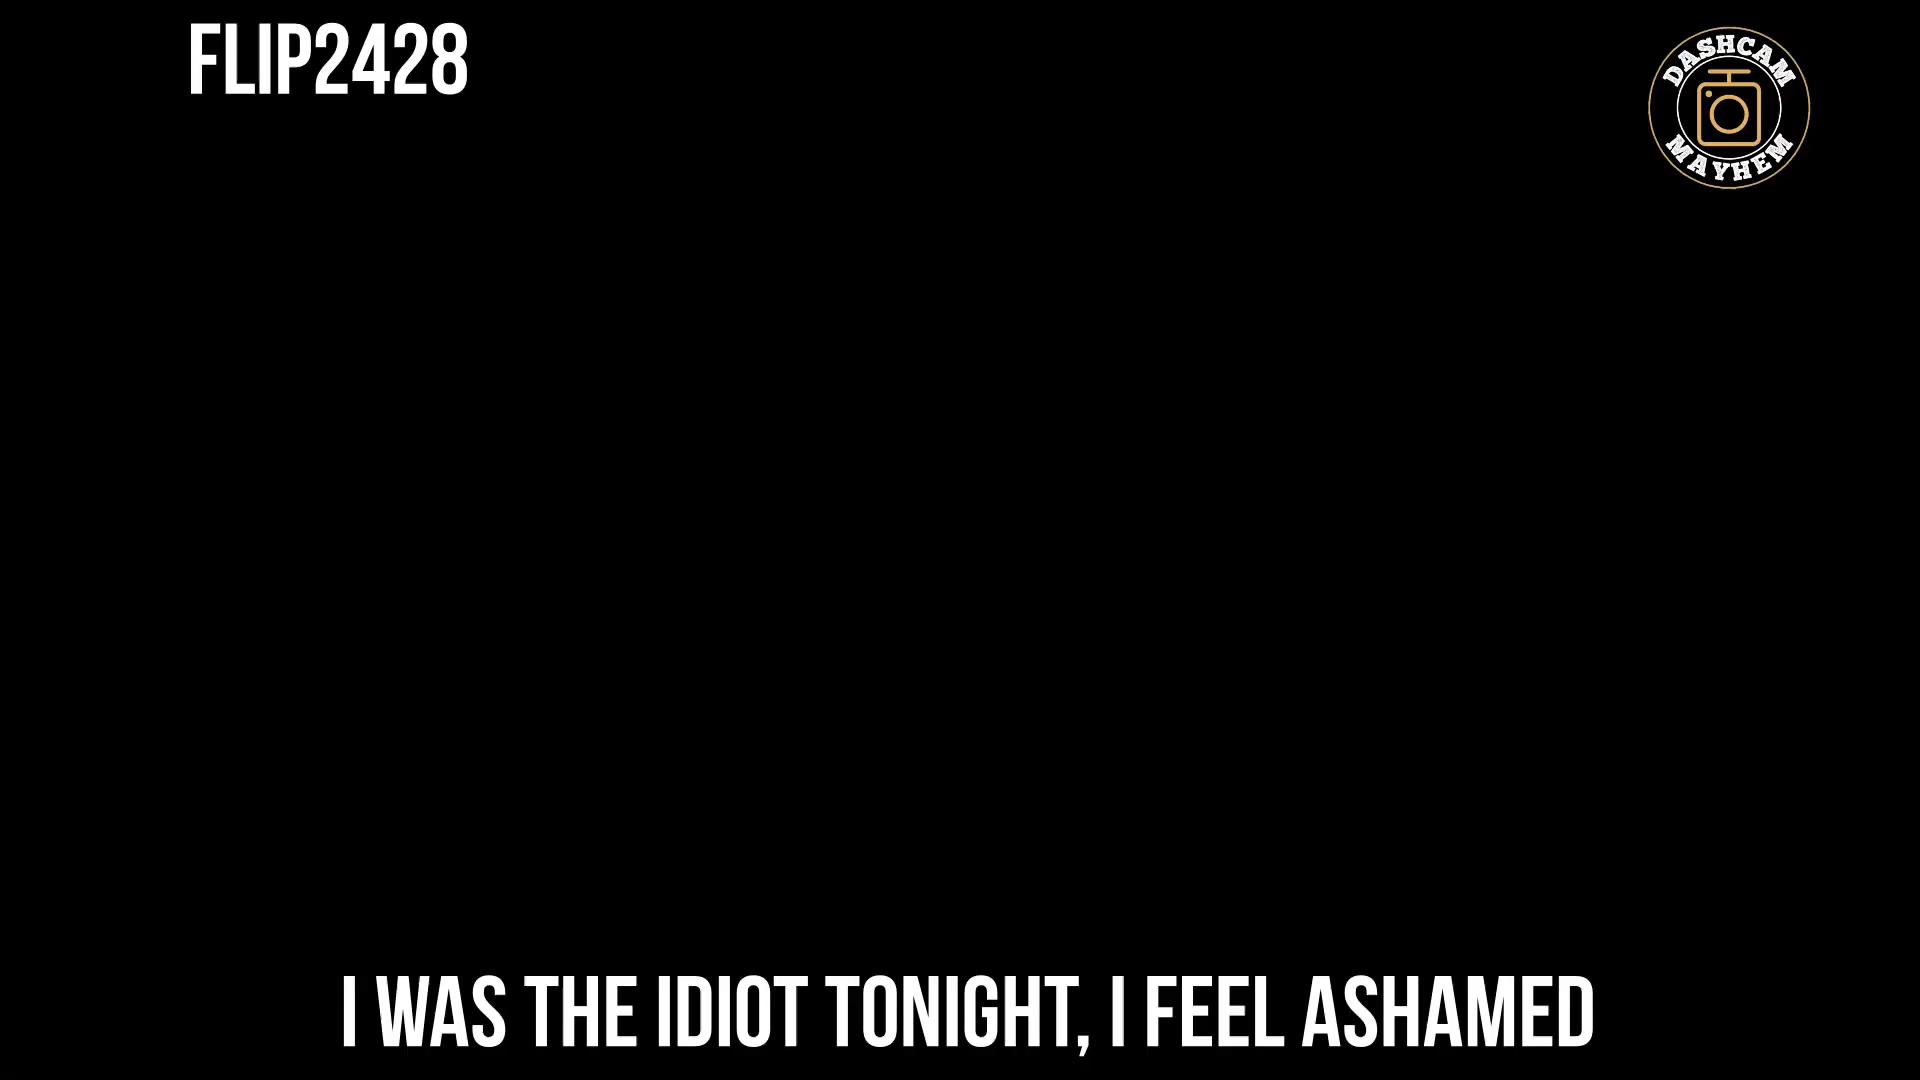 FLIP2428
DASHCAM
MAYHEM
I WAS THE IDIOT TONIGHT, I FEEL ASHAMED